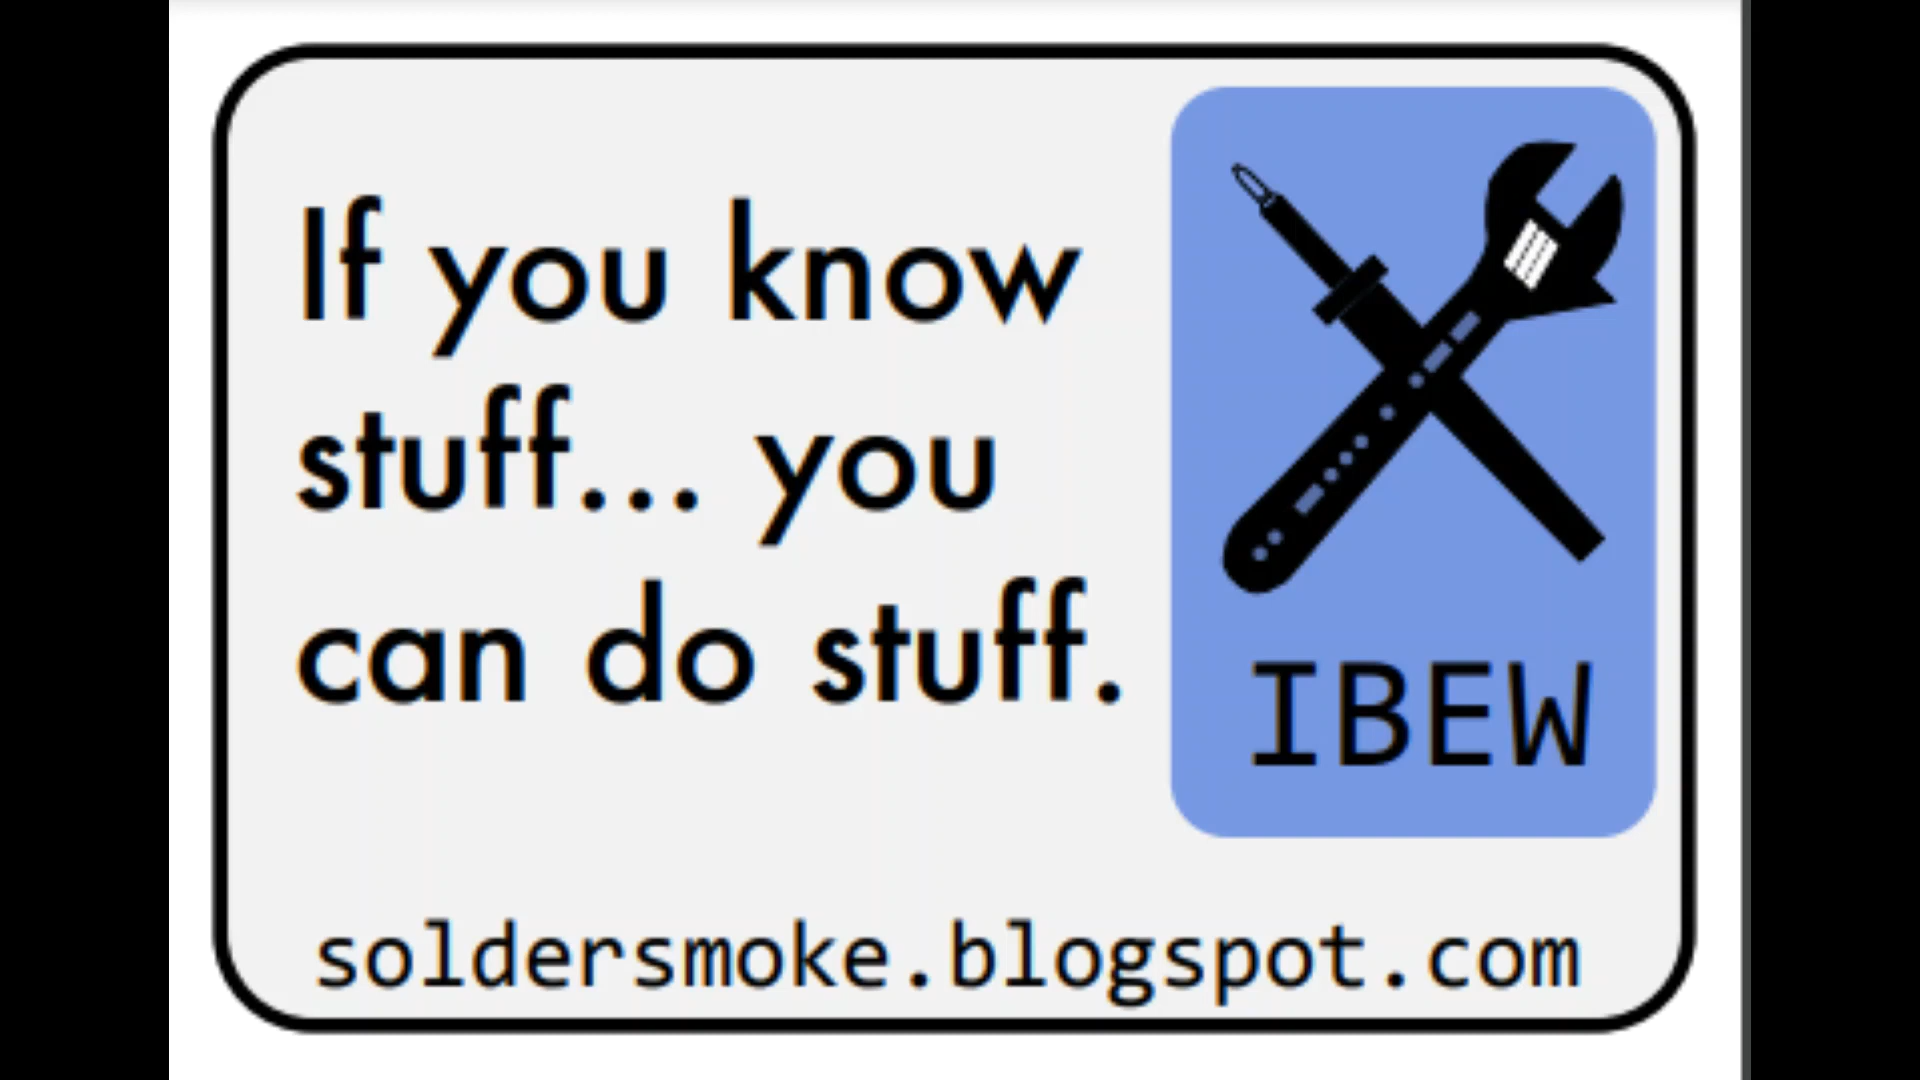 If you know
stuff... you
can do stuff.
IBEW
soldersmoke.blogspot.com